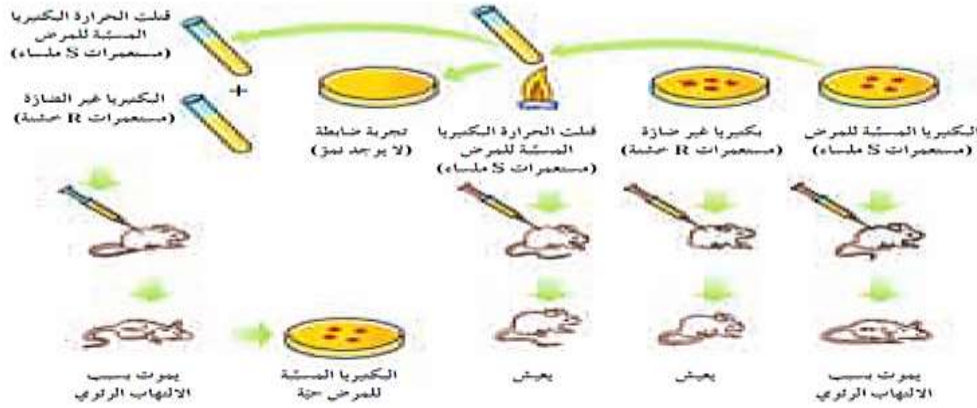 البكتيريا المسببة للمرض
(مستعمرات S ملساء)
بكتيريا غير ضارة
(مستعمرات R خشنة)
قتلت الحرارة البكتيريا
المسببة للمرض
(مستعمرات S ملساء)
تجربة ضابطة
(لا يوجد نمو)
قتلت الحرارة البكتيريا
المسببة للمرض
(مستعمرات S ملساء)
+
البكتيريا غير الضارة
(مستعمرات R خشنة)
يموت بسبب
الالتهاب الرئوي
يعيش
يعيش
البكتيريا المسببة
للمرض حية
يموت بسبب
الالتهاب الرئوي